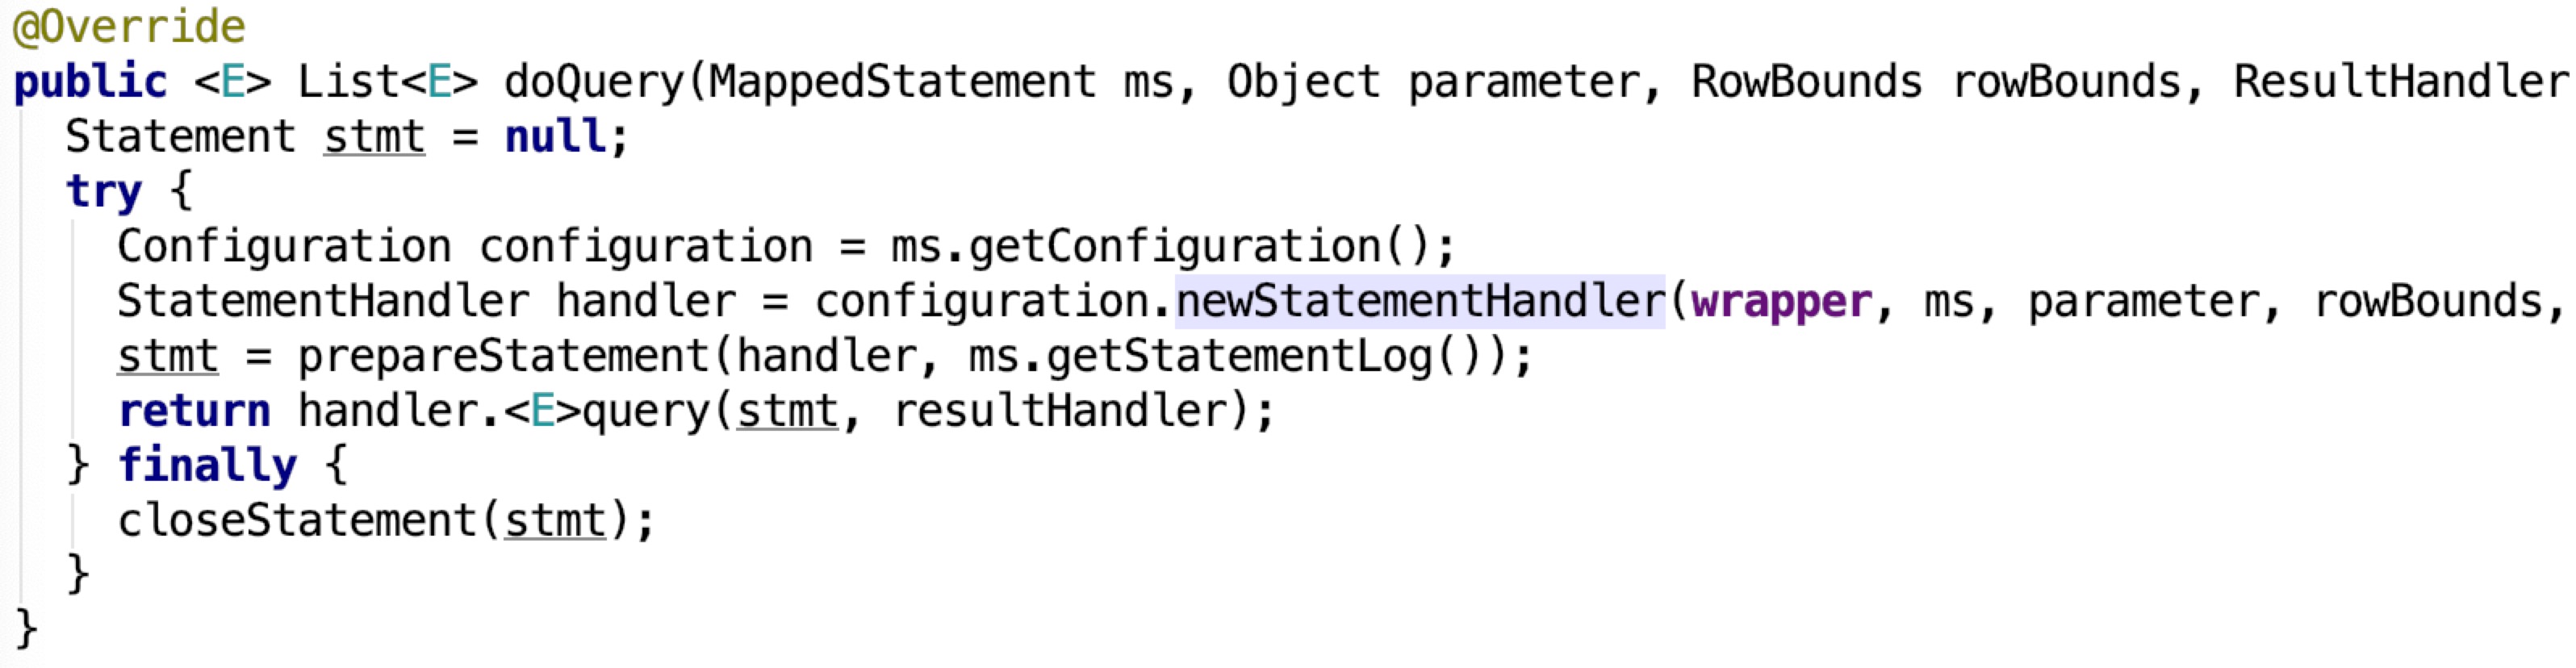 @Override
public <E> List<E> doQuery(MappedStatement ms, Object parameter, RowBounds rowBounds, ResultHandler
Statement stmt = null;
try {
Configuration configuration = ms.getConfiguration();
StatementHandler handler = configuration.newStatementHandler(wrapper, ms, parameter, rowBounds,
stmt = prepareStatement(handler, ms.getStatementLog());
return handler.<E>query(stmt, resultHandler);
} finally {
closeStatement(stmt);
}
}